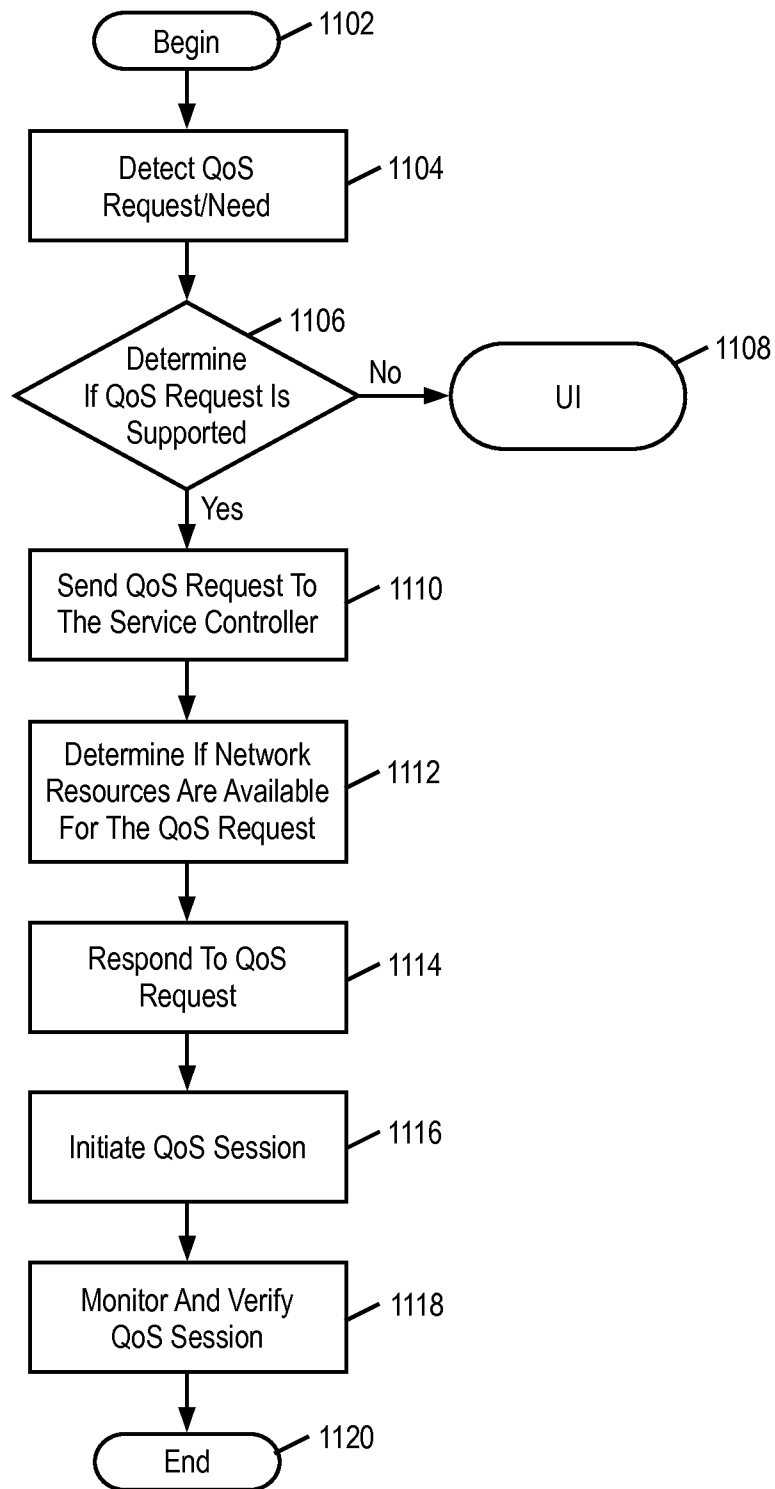 Begin
1102
Detect QoS
Request/Need
1104
1106
Determine
If QoS Request Is
Supported
No
UI
1108
Yes
Send QoS Request To
The Service Controller
1110
Determine If Network
Resources Are Available
For The QoS Request
1112
Respond To QoS
Request
1114
Initiate QoS Session
1116
Monitor And Verify
QoS Session
1118
End
1120